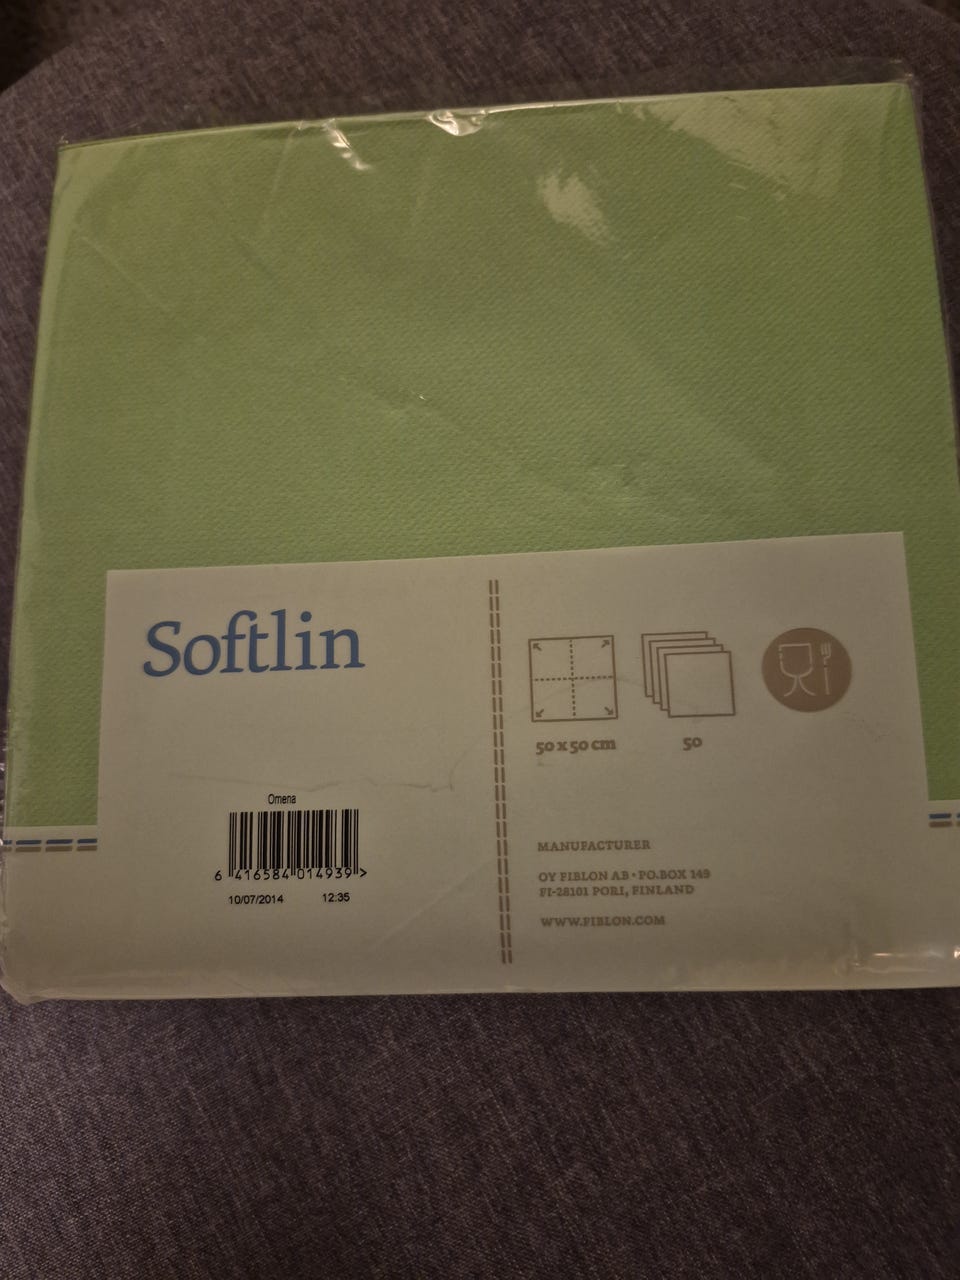 Softlin
Omena
6 416584 014939 >
10/07/2014 12:35
50 x 50 cm
50
MANUFACTURER
OY FIBLON AB • P.O.BOX 149
FI-28101 PORI, FINLAND
WWW.FIBLON.COM